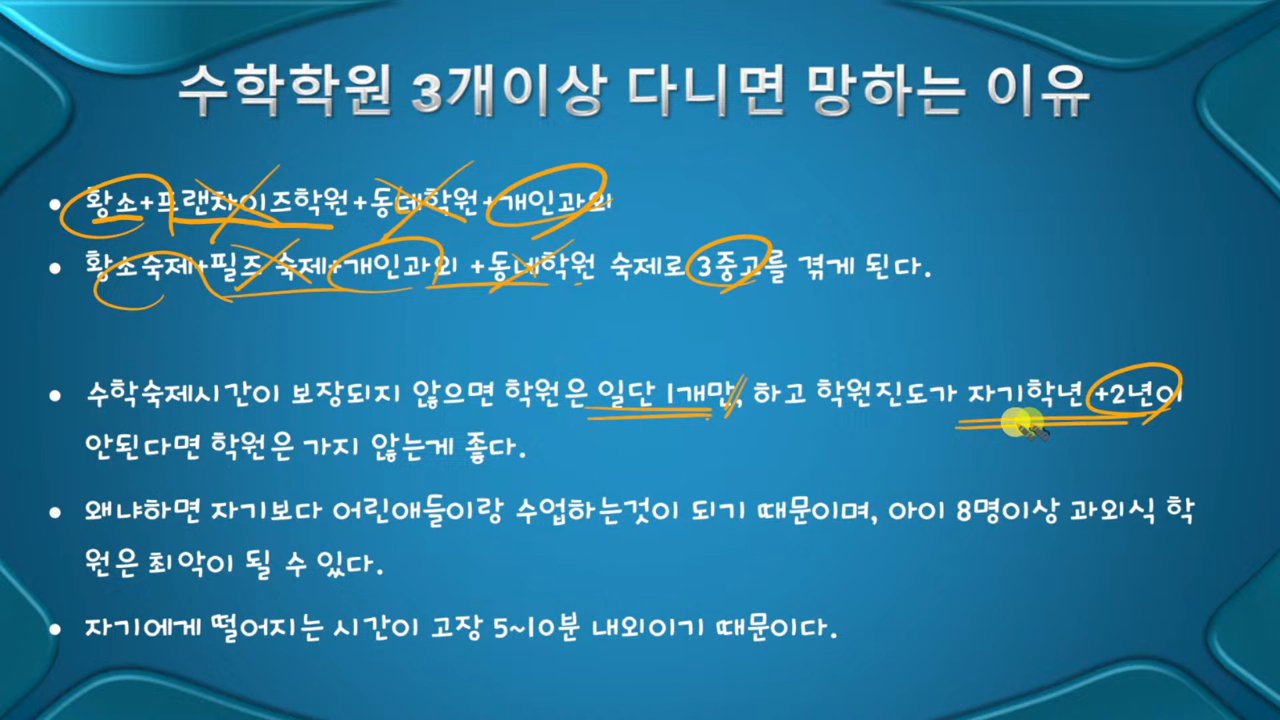 수학학원 3개이상 다니면 망하는 이유
• 황소+프랜차이즈학원+동네학원+개인과외
• 황소숙제+필즈 숙제+개인과외 +동네학원 숙제로 3중고를 겪게 된다.
• 수학숙제시간이 보장되지 않으면 학원은 일단 1개만, 하고 학원진도가 자기학년 +2년이
안된다면 학원은 가지 않는게 좋다.
• 왜냐하면 자기보다 어린애들이랑 수업하는것이 되기 때문이며, 아이 8명이상 과외식 학
원은 최악이 될 수 있다.
• 자기에게 떨어지는 시간이 고장 5~10분 내외이기 때문이다.